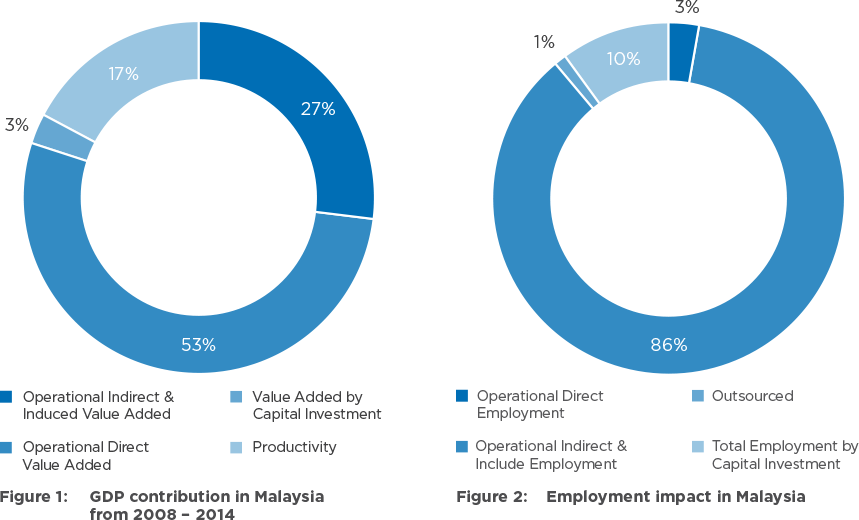 17%
27%
3%
53%
Operational Indirect &
Induced Value Added
Value Added by
Capital Investment
Operational Direct
Value Added
Productivity
Figure 1: GDP contribution in Malaysia
from 2008 – 2014
3%
1%
10%
86%
Operational Direct
Employment
Outsourced
Operational Indirect &
Include Employment
Total Employment by
Capital Investment
Figure 2: Employment impact in Malaysia